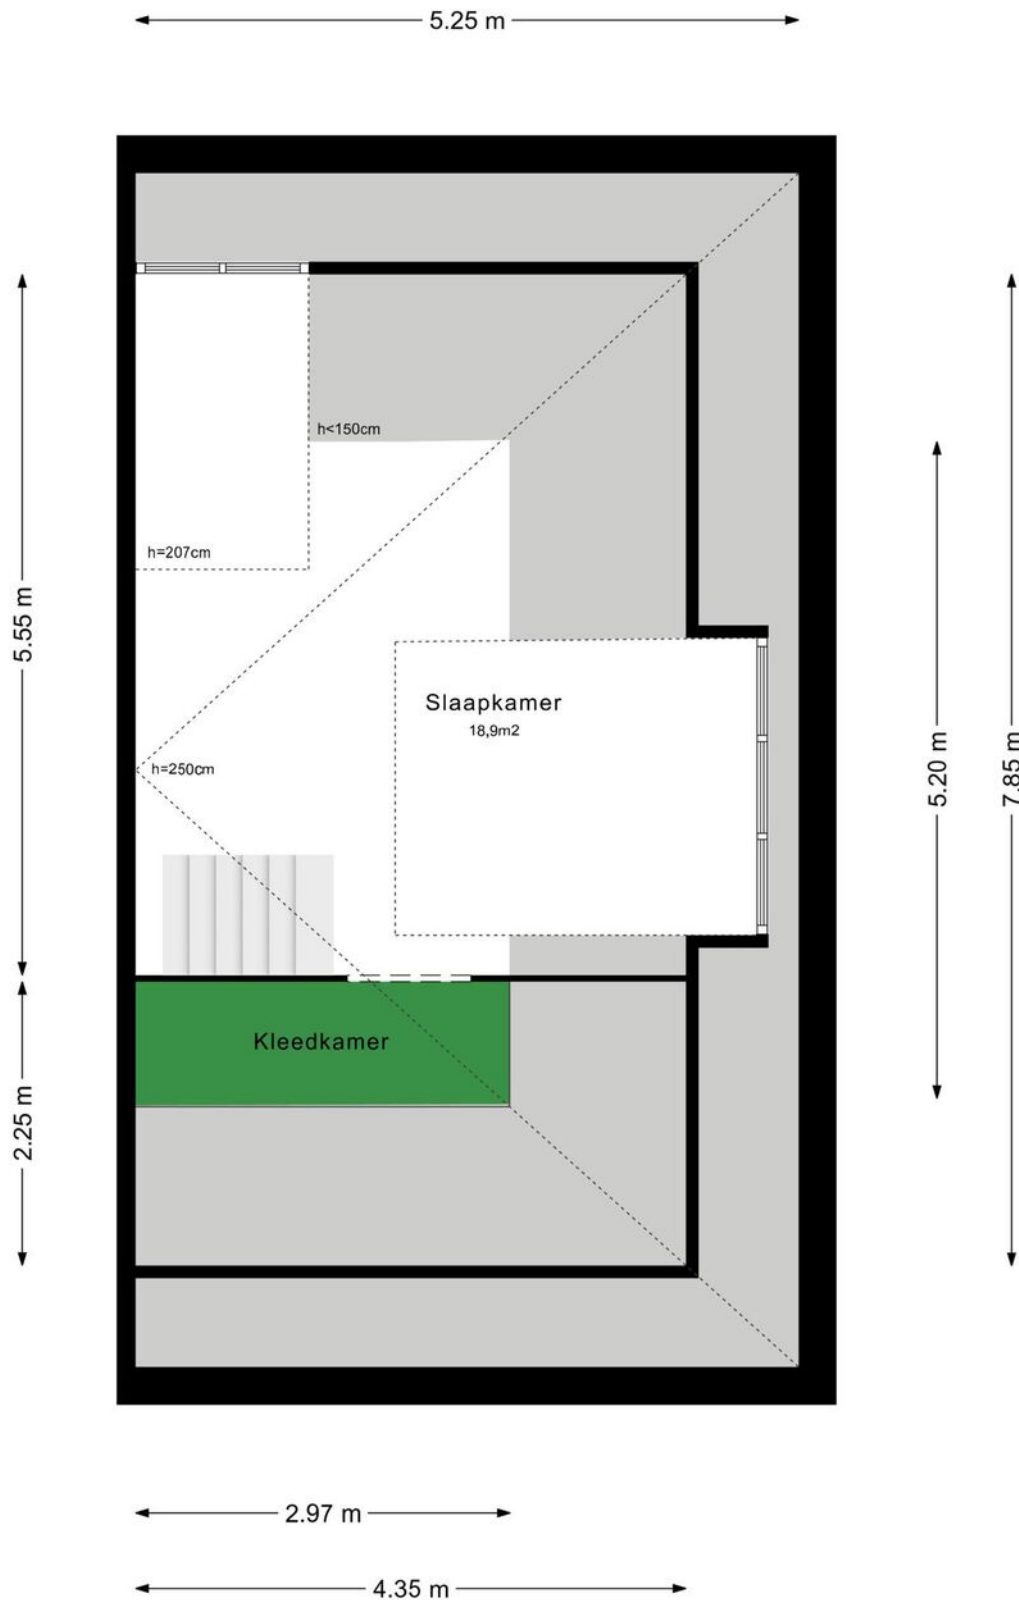 5.25 m
h<150cm
h=207cm
5.55 m
Slaapkamer
18,9m2
h=250cm
5.20 m
7.85 m
Kleedkamer
2.25 m
2.97 m
4.35 m